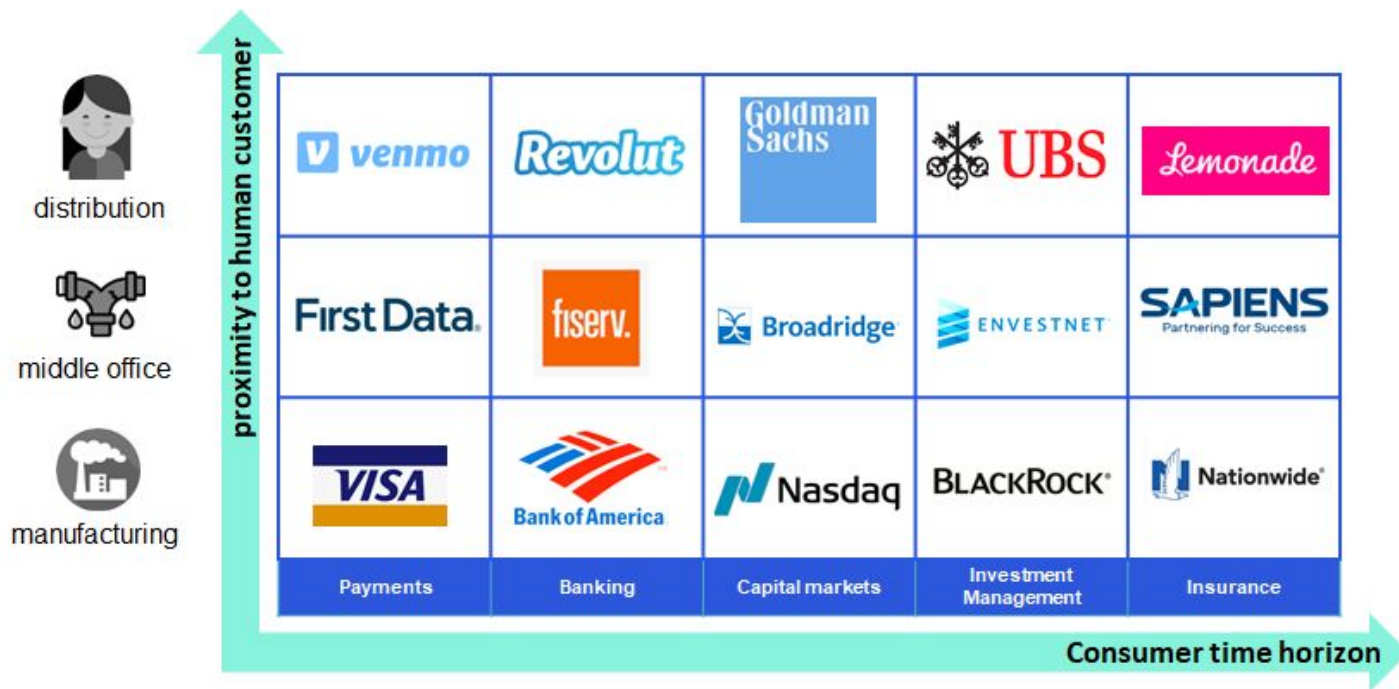 proximity to human customer
distribution
middle office
manufacturing
venmo
Revolut
Goldman
Sachs
UBS
Lemonade
First Data.
fiserv.
Broadridge
ENVESTNET
SAPIENS
Partnering for Success
VISA
Bank of America
Nasdaq
BLACKROCK®
Nationwide®
Payments
Banking
Capital markets
Investment
Management
Insurance
Consumer time horizon